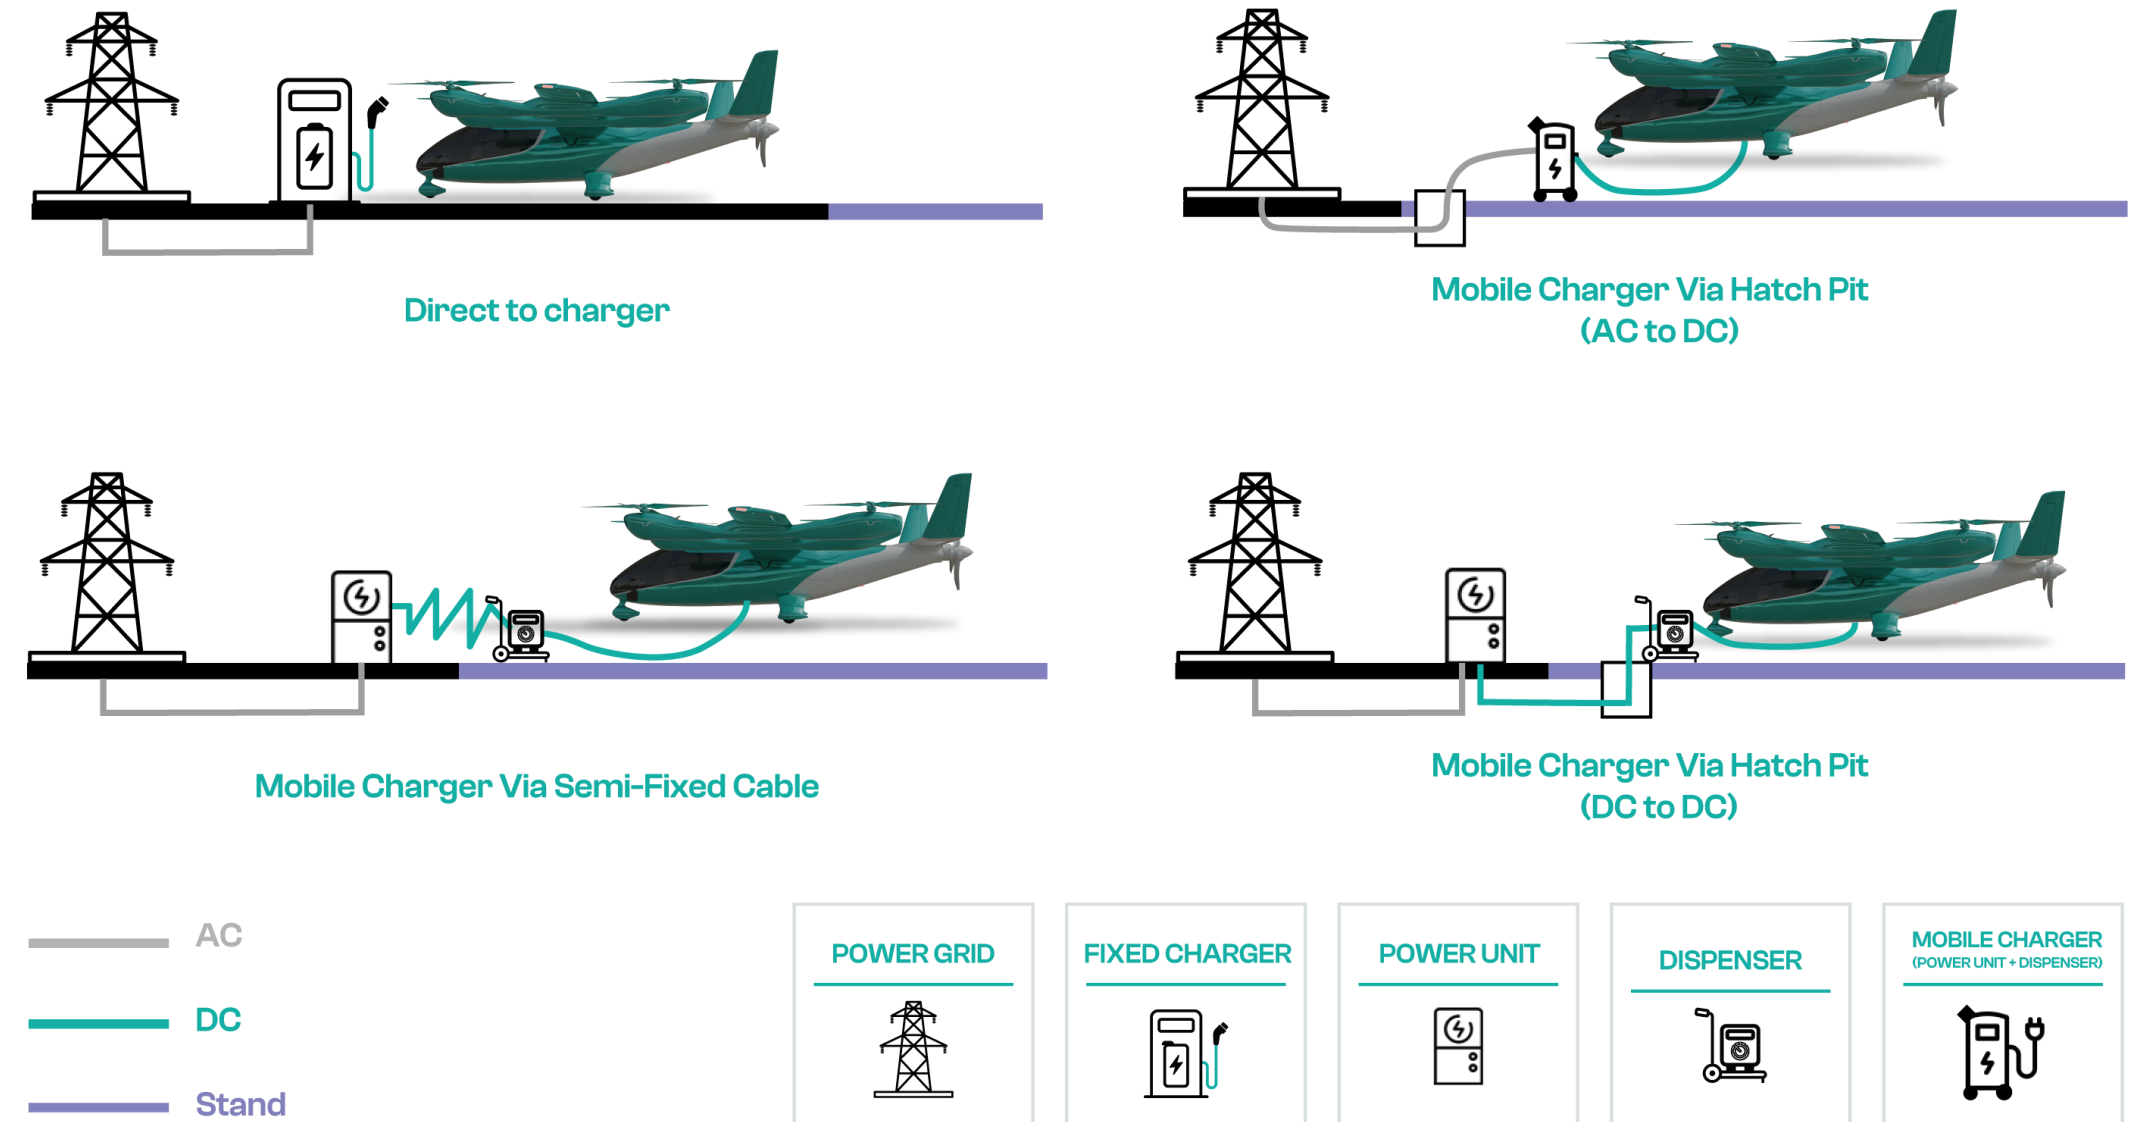 Direct to charger
Mobile Charger Via Hatch Pit
(AC to DC)
Mobile Charger Via Semi-Fixed Cable
Mobile Charger Via Hatch Pit
(DC to DC)
AC
DC
Stand
POWER GRID
FIXED CHARGER
POWER UNIT
DISPENSER
MOBILE CHARGER
(POWER UNIT + DISPENSER)